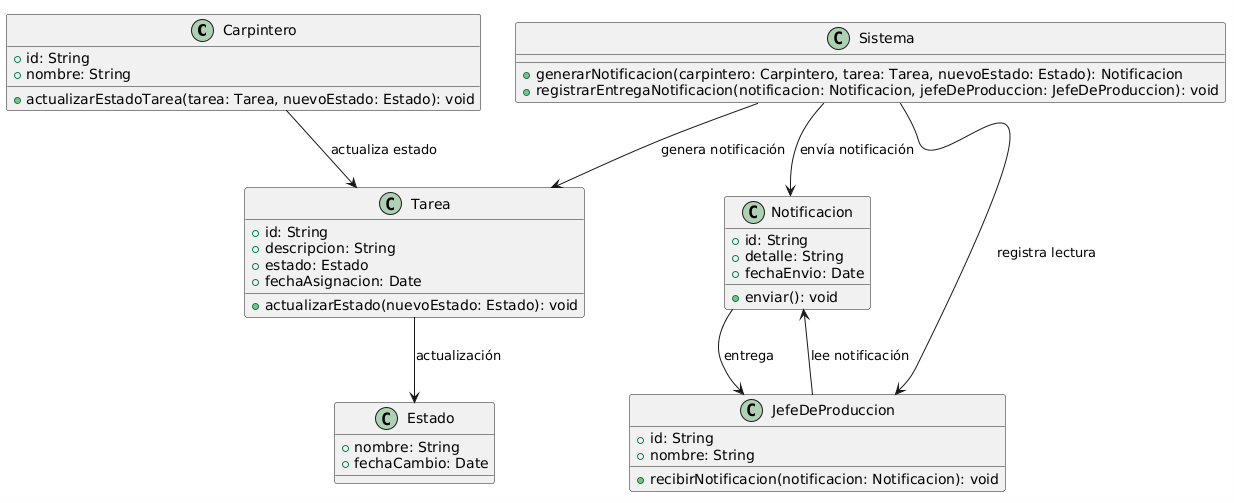 C Carpintero
id: String
nombre: String
actualizarEstadoTarea(tarea: Tarea, nuevoEstado: Estado): void
C Sistema
generarNotificacion(carpintero: Carpintero, tarea: Tarea, nuevoEstado: Estado): Notificacion
registrarEntregaNotificacion(notificacion: Notificacion, jefeDeProduccion: JefeDeProduccion): void
actualiza estado
genera notificación
envía notificación
registra lectura
C Tarea
id: String
descripcion: String
estado: Estado
fechaAsignacion: Date
actualizarEstado(nuevoEstado: Estado): void
C Notificacion
id: String
detalle: String
fechaEnvio: Date
enviar(): void
actualización
entrega
lee notificación
C Estado
nombre: String
fechaCambio: Date
C JefeDeProduccion
id: String
nombre: String
recibirNotificacion(notificacion: Notificacion): void